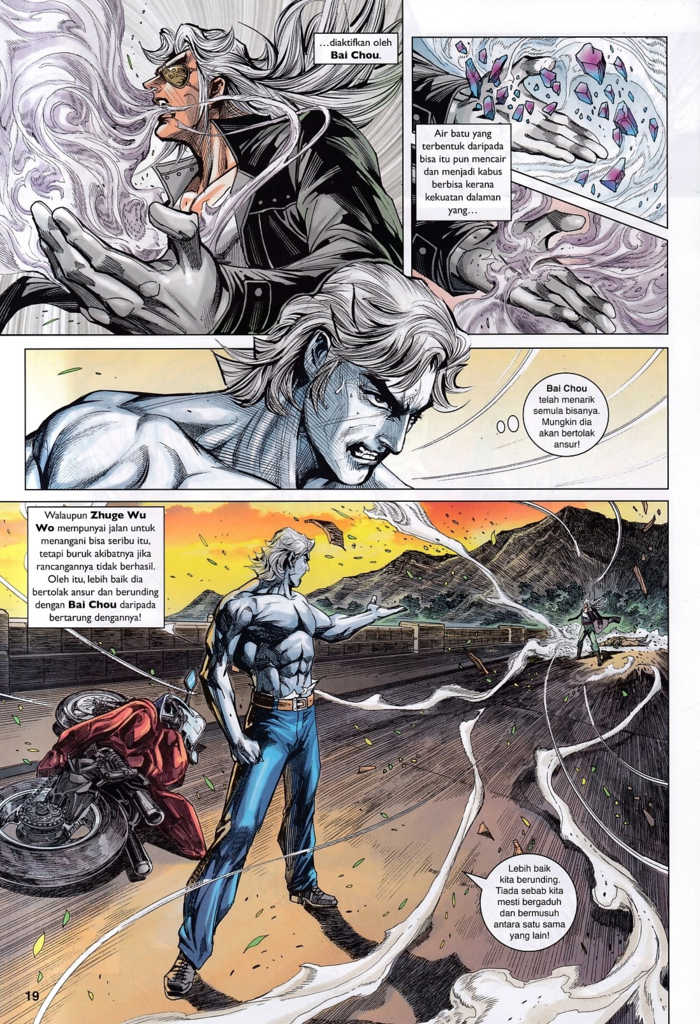 Air batu yang
terbentuk daripada
bisa itu pun mencair
dan menjadi kabus
berbisa kerana
kekuatan dalaman
yang...
...diaktifkan oleh
Bai Chou.
Bai Chou
telah menarik
semula bisanya.
Mungkin dia
akan bertolak
ansur!
Walaupun Zhuge Wu
Wo mempunyai jalan untuk
menangani bisa seribu itu,
tetapi buruk akibatnya jika
rancangannya tidak berhasil.
Oleh itu, lebih baik dia
bertolak ansur dan berunding
dengan Bai Chou daripada
bertarung dengannya!
Lebih baik
kita berunding.
Tiada sebab kita
mesti bergaduh
dan bermusuh
antara satu sama
yang lain!
19